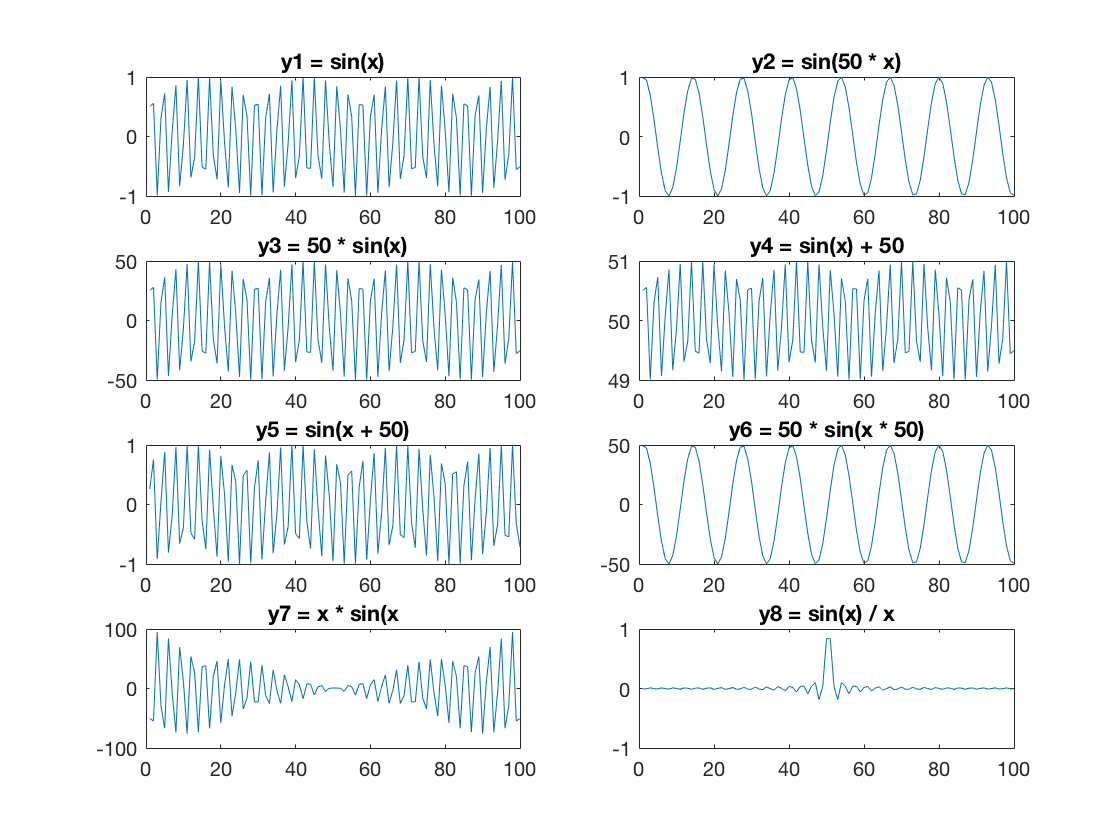 y1 = sin(x)
1
0
-1
0 20 40 60 80 100
y2 = sin(50 * x)
1
0
-1
0 20 40 60 80 100
y3 = 50 * sin(x)
50
0
-50
0 20 40 60 80 100
y4 = sin(x) + 50
51
50
49
0 20 40 60 80 100
y5 = sin(x + 50)
1
0
-1
0 20 40 60 80 100
y6 = 50 * sin(x * 50)
50
0
-50
0 20 40 60 80 100
y7 = x * sin(x
100
0
-100
0 20 40 60 80 100
y8 = sin(x) / x
1
0
-1
0 20 40 60 80 100